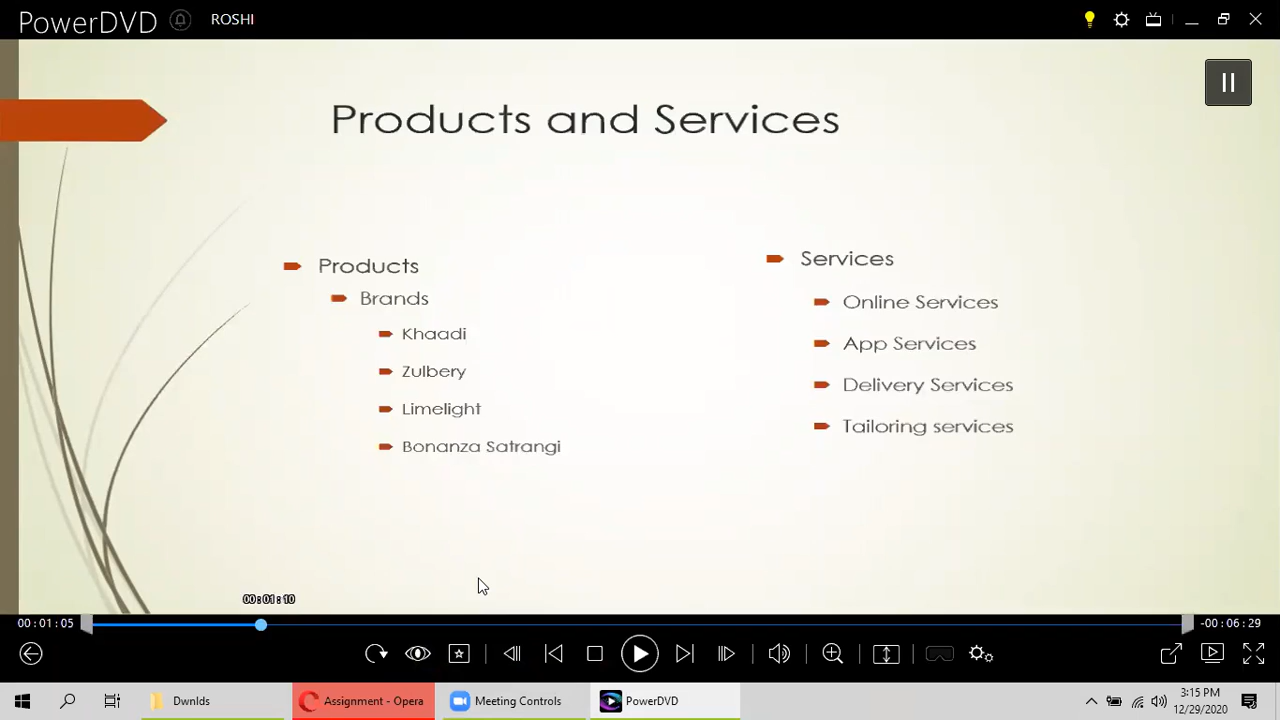 PowerDVD
ROSHI
Products and Services
Products
Brands
Khaadi
Zulbery
Limelight
Bonanza Satrangi
Services
Online Services
App Services
Delivery Services
Tailoring services
00:01:10
00:01:05
-00:06:29
Dwnlds
Assignment - Opera
Meeting Controls
PowerDVD
3:15 PM
12/29/2020